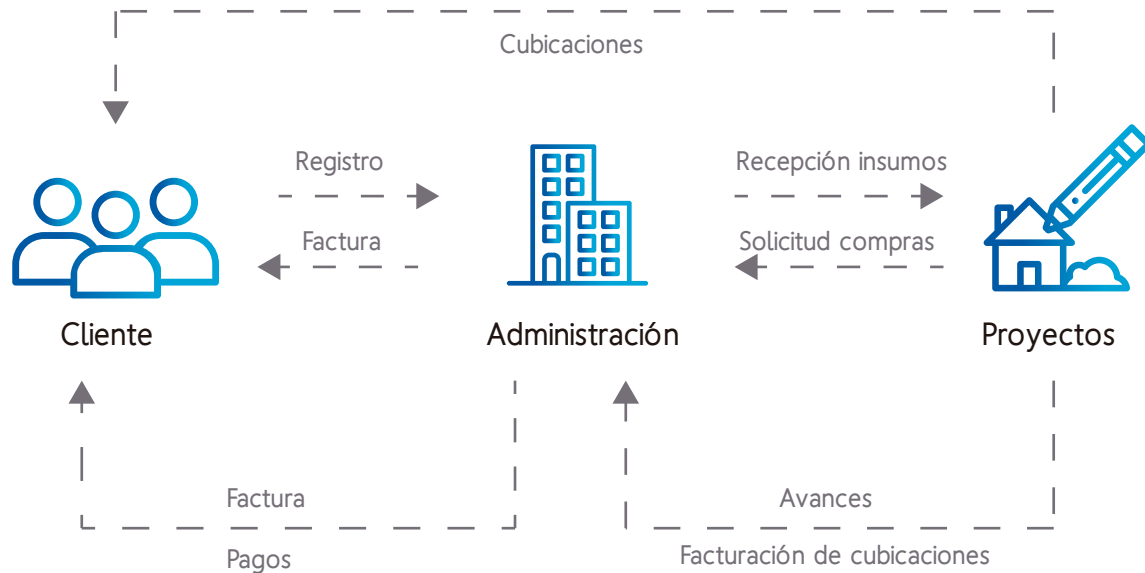 Cubicaciones
Registro
Recepción insumos
Factura
Solicitud compras
Cliente
Administración
Proyectos
Factura
Avances
Pagos
Facturación de cubicaciones